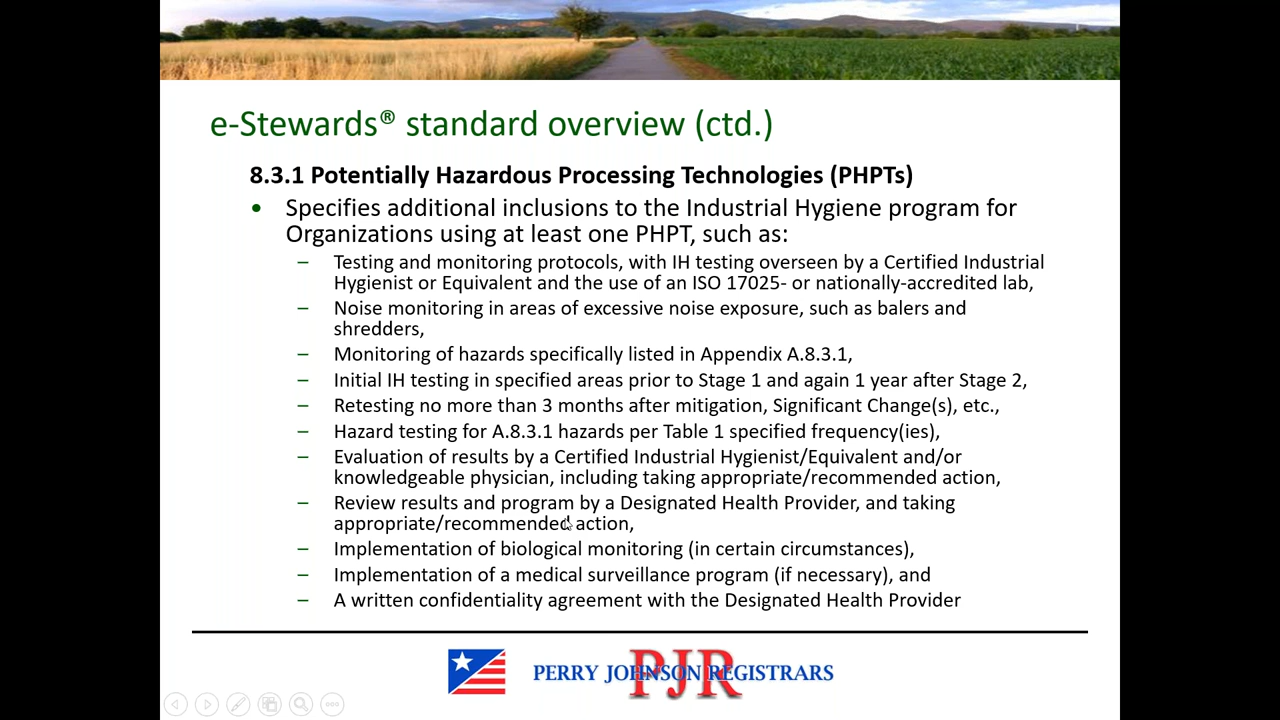 e-Stewards® standard overview (ctd.)
8.3.1 Potentially Hazardous Processing Technologies (PHPTs)
• Specifies additional inclusions to the Industrial Hygiene program for
Organizations using at least one PHPT, such as:
– Testing and monitoring protocols, with IH testing overseen by a Certified Industrial
Hygienist or Equivalent and the use of an ISO 17025- or nationally-accredited lab,
– Noise monitoring in areas of excessive noise exposure, such as balers and
shredders,
– Monitoring of hazards specifically listed in Appendix A.8.3.1,
– Initial IH testing in specified areas prior to Stage 1 and again 1 year after Stage 2,
– Retesting no more than 3 months after mitigation, Significant Change(s), etc.,
– Hazard testing for A.8.3.1 hazards per Table 1 specified frequency(ies),
– Evaluation of results by a Certified Industrial Hygienist/Equivalent and/or
knowledgeable physician, including taking appropriate/recommended action,
– Review results and program by a Designated Health Provider, and taking
appropriate/recommended action,
– Implementation of biological monitoring (in certain circumstances),
– Implementation of a medical surveillance program (if necessary), and
– A written confidentiality agreement with the Designated Health Provider
PJR
PERRY JOHNSON REGISTRARS